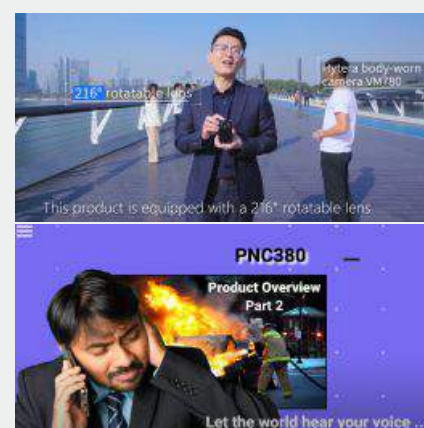 216° rotatable lens
Hytera body-worn
camera VM780
This product is equipped with a 216° rotatable lens
PNC380
Product Overview
Part 2
Let the world hear your voice ...